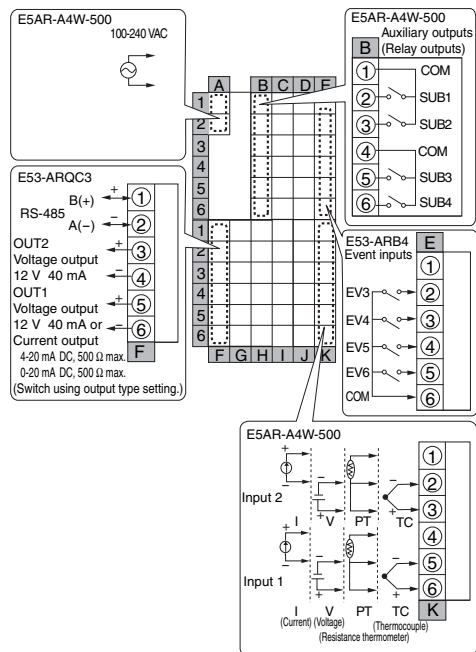 E5AR-A4W-500
100-240 VAC
E5AR-A4W-500
Auxiliary outputs
(Relay outputs)
B
1 COM
2 SUB1
3 SUB2
4 COM
5 SUB3
6 SUB4
A B C D E
1
2
3
4
5
6
1
2
3
4
5
6
F G H I J K
E53-ARQC3
RS-485
B(+) + 1
A(−) − 2
OUT2 + 3
Voltage output
12 V 40 mA − 4
OUT1 + 5
Voltage output
12 V 40 mA or − 6
Current output
4-20 mA DC, 500 Ω max.
0-20 mA DC, 500 Ω max.
F
(Switch using output type setting.)
E53-ARB4
Event inputs
E
1
EV3 2
EV4 3
EV5 4
EV6 5
COM 6
E5AR-A4W-500
+ − 1
− − 2
+ + 3
Input 2
I V PT TC
4
+ − − 5
− + + 6
Input 1
I V PT TC K
(Current) (Voltage) (Thermocouple)
(Resistance thermometer)